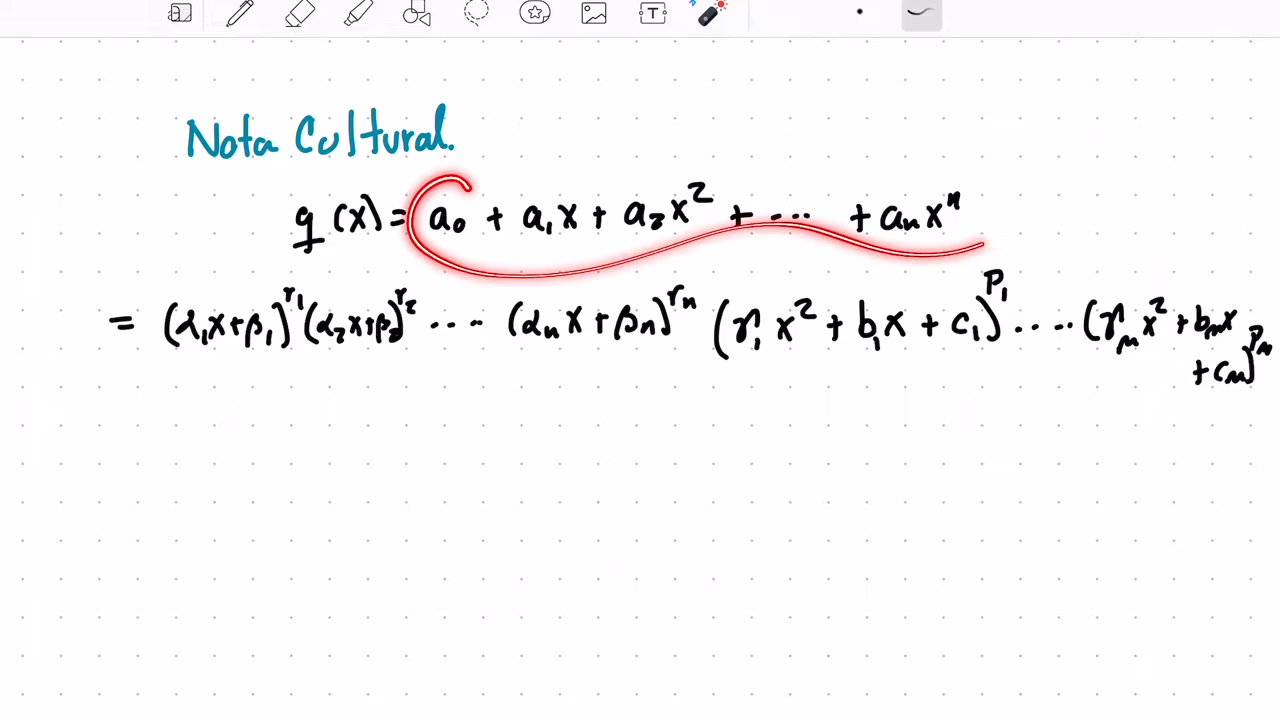 Nota Cultural.
q(x) = a₀ + a₁x + a₂x² + ... + aₙxⁿ
= (α₁x+β₁)^r₁ (α₂x+β₂)^r₂ .... (αₙx+βₙ)^rₙ (γ₁x² + b₁x + c₁)^p₁ .... (γₘx² + bₘx
+ cₘ)^pₘ